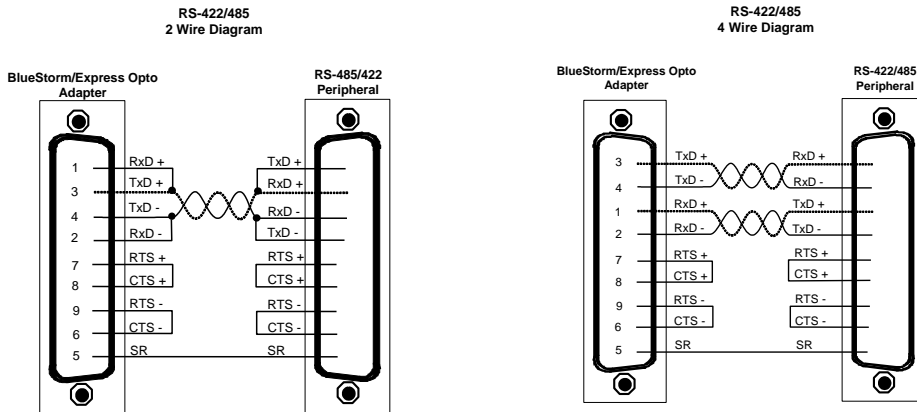 RS-422/485
2 Wire Diagram
BlueStorm/Express Opto
Adapter
RS-485/422
Peripheral
1 RxD + TxD +
3 TxD + RxD +
4 TxD - RxD -
2 RxD - TxD -
7 RTS + RTS +
8 CTS + CTS +
9 RTS - RTS -
6 CTS - CTS -
5 SR SR
RS-422/485
4 Wire Diagram
BlueStorm/Express Opto
Adapter
RS-422/485
Peripheral
3 TxD + RxD +
4 TxD - RxD -
1 RxD + TxD +
2 RxD - TxD -
7 RTS + RTS +
8 CTS + CTS +
9 RTS - RTS -
6 CTS - CTS -
5 SR SR